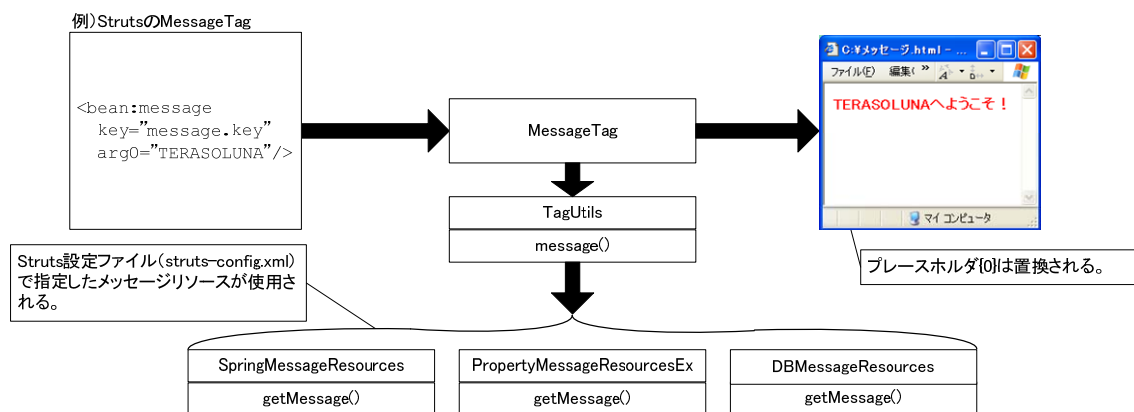 例）StrutsのMessageTag
<bean:message
key=”message.key”
arg0=”TERASOLUNA”/>
MessageTag
C:¥メッセージ.html - ...
ファイル(F) 編集( »
TERASOLUNAへようこそ！
マイ コンピュータ
TagUtils
message()
Struts設定ファイル（struts-config.xml）
で指定したメッセージリソースが使用さ
れる。
プレースホルダ{0}は置換される。
SpringMessageResources
getMessage()
PropertyMessageResourcesEx
getMessage()
DBMessageResources
getMessage()